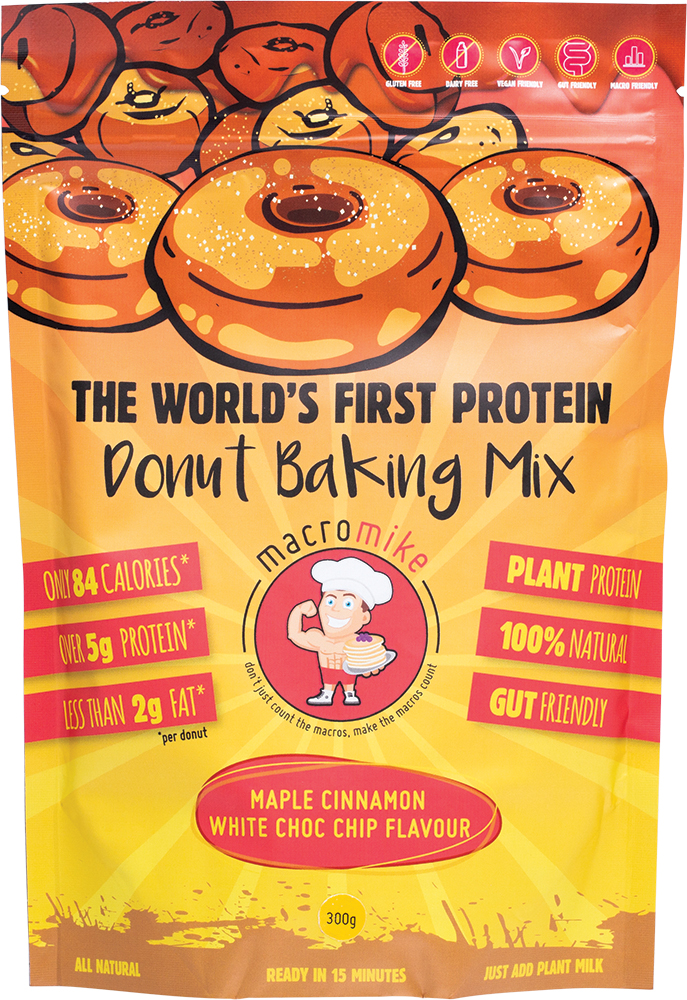 GLUTEN FREE
DAIRY FREE
VEGAN FRIENDLY
GUT FRIENDLY
MACRO FRIENDLY
THE WORLD'S FIRST PROTEIN
Donut Baking Mix
macromike
don't just count the macros, make the macros count
ONLY 84 CALORIES*
OVER 5g PROTEIN*
LESS THAN 2g FAT*
*per donut
PLANT PROTEIN
100% NATURAL
GUT FRIENDLY
MAPLE CINNAMON
WHITE CHOC CHIP FLAVOUR
300g
ALL NATURAL
READY IN 15 MINUTES
JUST ADD PLANT MILK